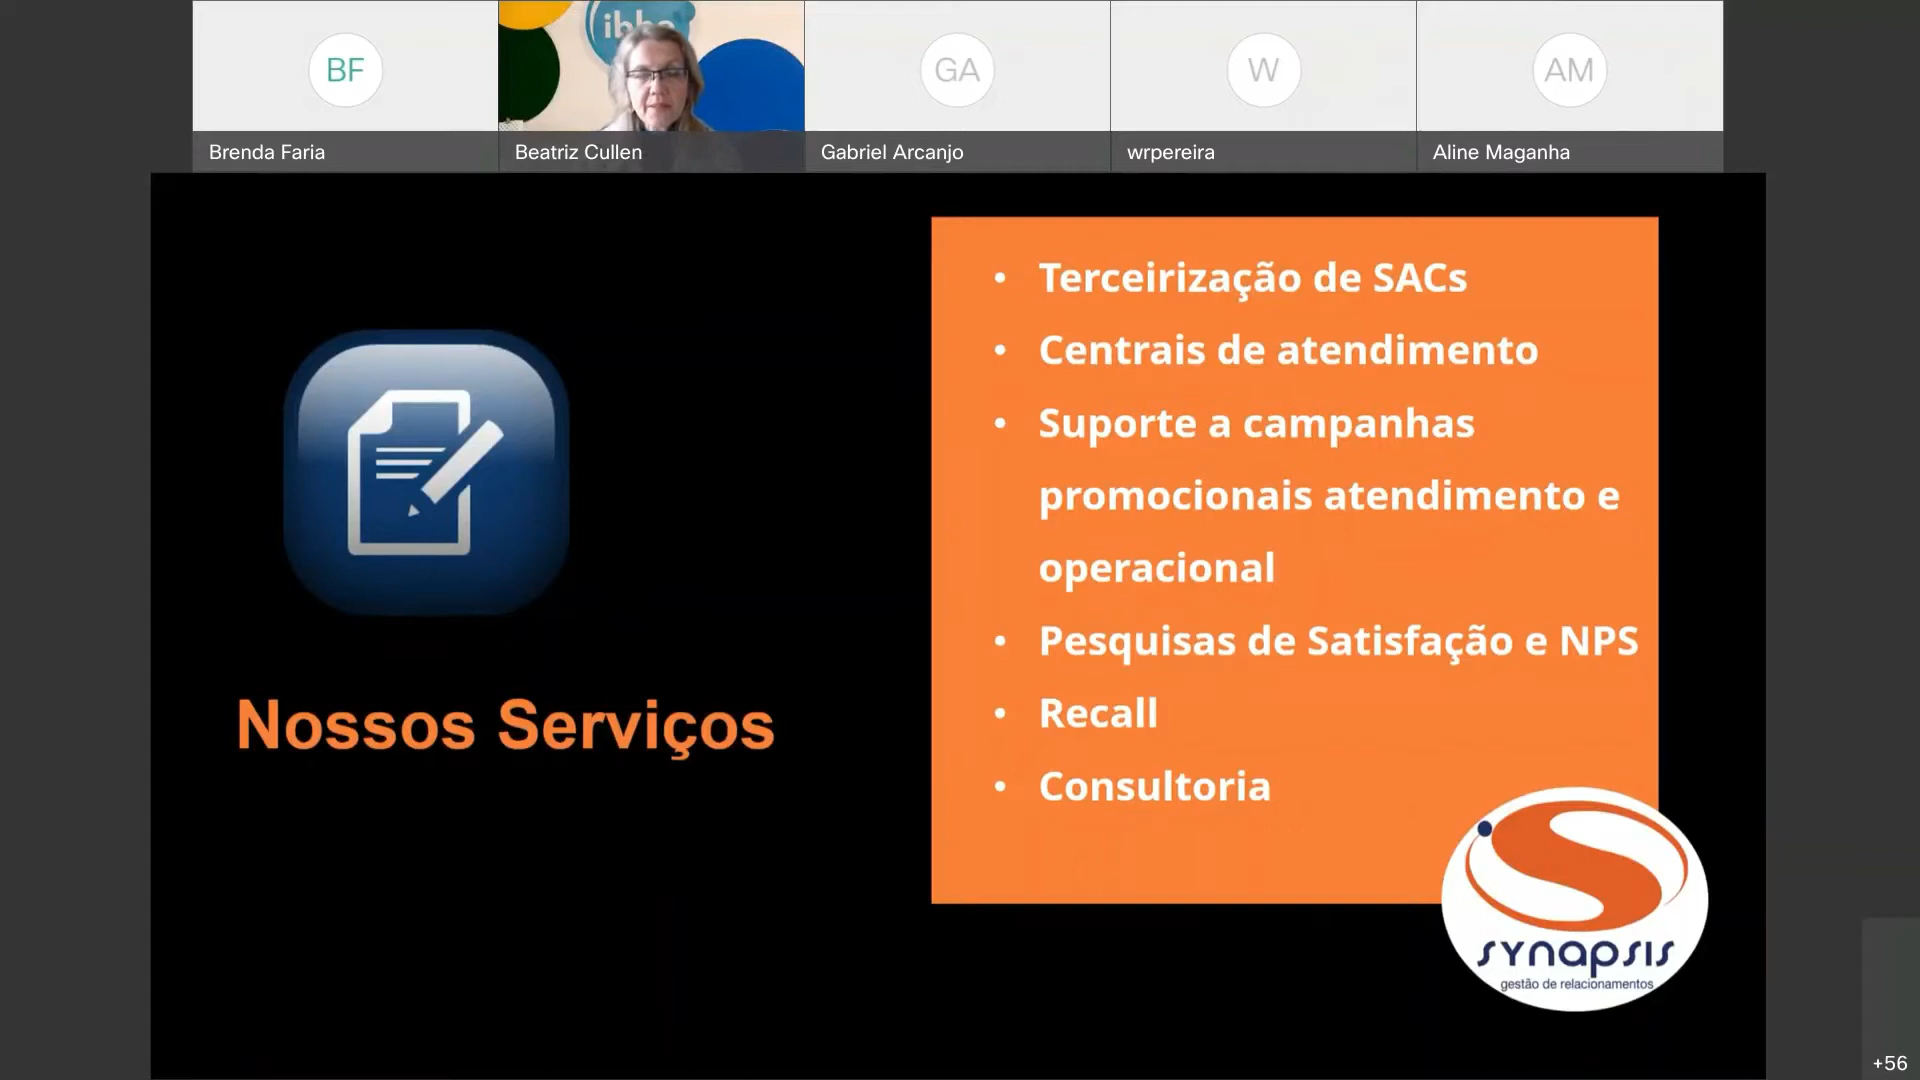 BF
GA
W
AM
Brenda Faria
Beatriz Cullen
Gabriel Arcanjo
wrpereira
Aline Maganha
• Terceirização de SACs
• Centrais de atendimento
• Suporte a campanhas
promocionais atendimento e
operacional
• Pesquisas de Satisfação e NPS
• Recall
• Consultoria
Nossos Serviços
synapsis
gestão de relacionamentos
+56